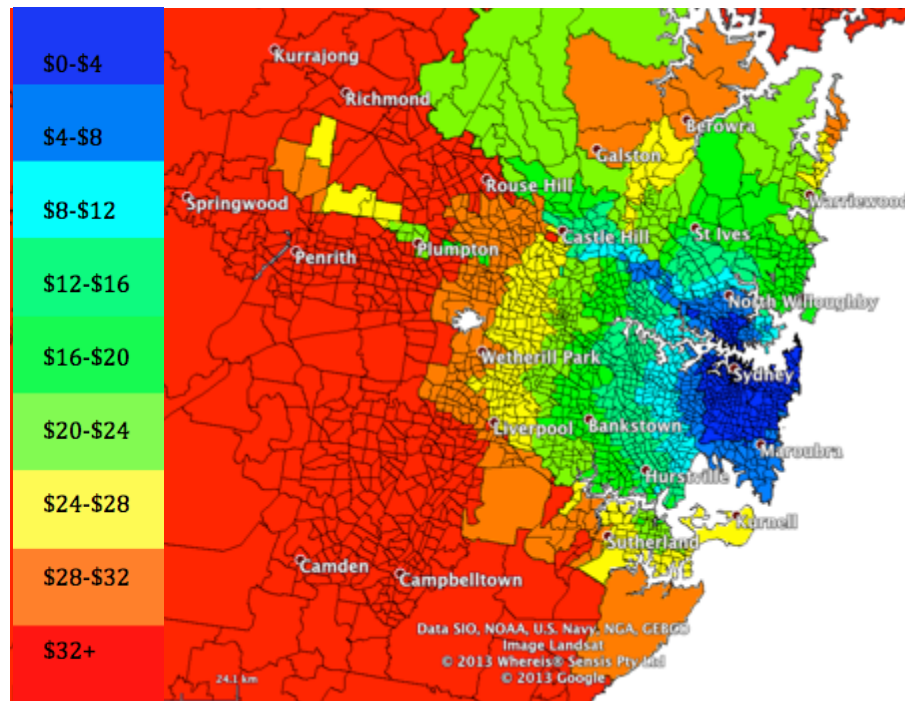 $0-$4
$4-$8
$8-$12
$12-$16
$16-$20
$20-$24
$24-$28
$28-$32
$32+
Kurrajong
Richmond
Berowra
Galston
Rouse Hill
Springwood
Warriewood
Castle Hill
St Ives
Plumpton
Penrith
North Willoughby
Wetherill Park
Sydney
Liverpool
Bankstown
Maroubra
Hurstville
Kurnell
Sutherland
Camden
Campbelltown
Data SIO, NOAA, U.S. Navy, NGA, GEBCO
Image Landsat
© 2013 Whereis® Sensis Pty Ltd
© 2013 Google
24.1 km